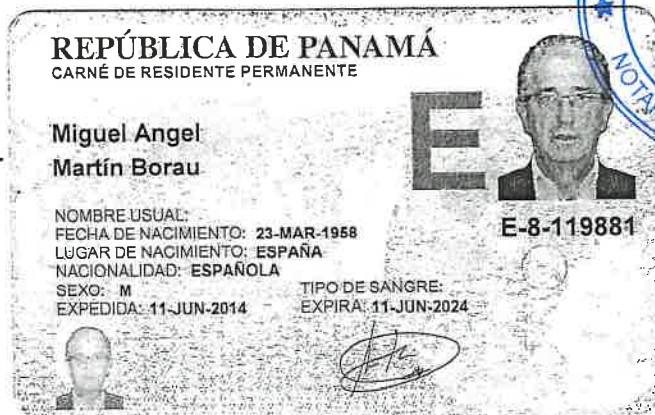 REPÚBLICA DE PANAMÁ
CARNÉ DE RESIDENTE PERMANENTE
Miguel Angel
Martín Borau
E
E-8-119881
NOMBRE USUAL:
FECHA DE NACIMIENTO: 23-MAR-1958
LUGAR DE NACIMIENTO: ESPAÑA
NACIONALIDAD: ESPAÑOLA
SEXO: M TIPO DE SANGRE:
EXPEDIDA: 11-JUN-2014 EXPIRA: 11-JUN-2024